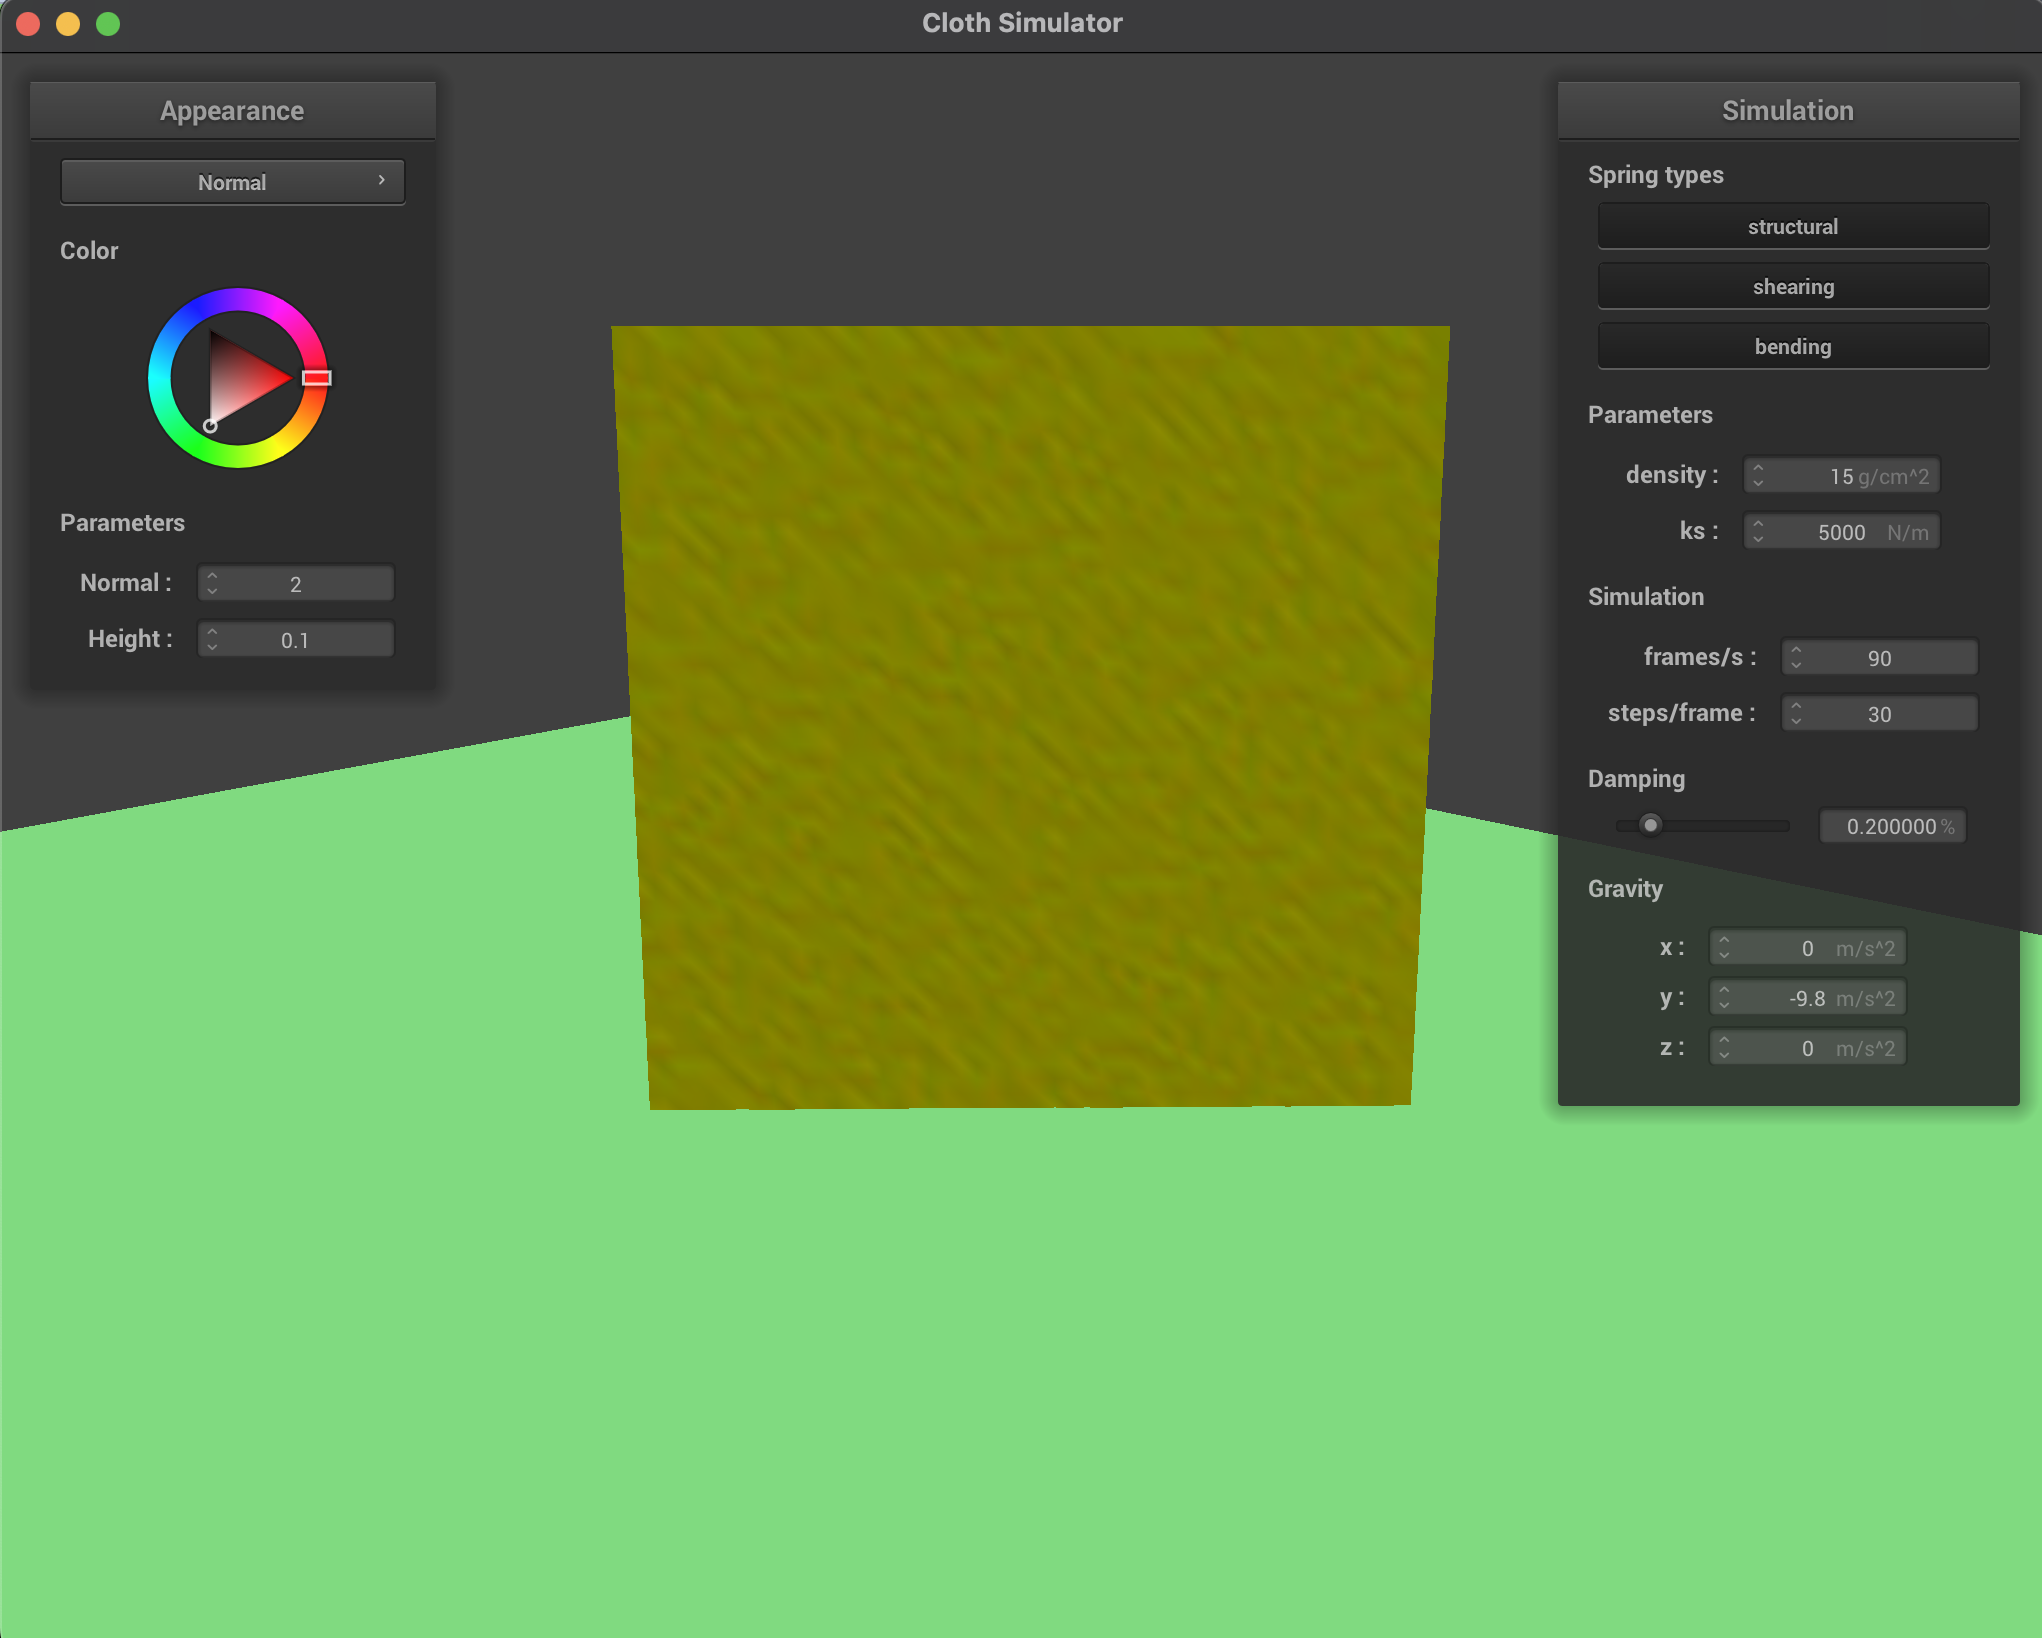 Cloth Simulator
Appearance
Normal
Color
Parameters
Normal : 2
Height : 0.1
Simulation
Spring types
structural
shearing
bending
Parameters
density : 15 g/cm^2
ks : 5000 N/m
Simulation
frames/s : 90
steps/frame : 30
Damping
0.200000 %
Gravity
x : 0 m/s^2
y : -9.8 m/s^2
z : 0 m/s^2